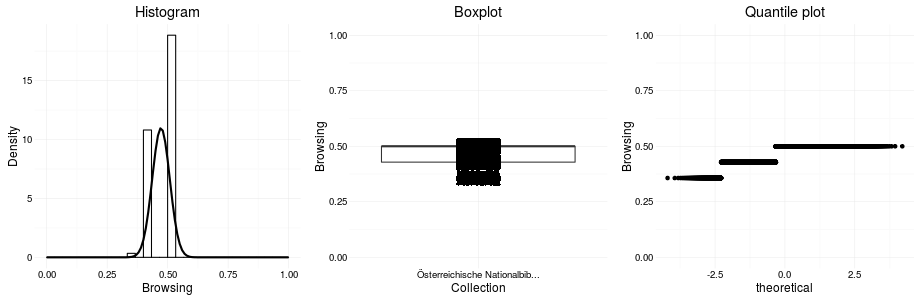 Histogram
Density
15
10
5
0
0.00 0.25 0.50 0.75 1.00
Browsing
Boxplot
Browsing
1.00
0.75
0.50
0.25
0.00
Österreichische Nationalbib...
Collection
Quantile plot
Browsing
1.00
0.75
0.50
0.25
0.00
-2.5 0.0 2.5
theoretical